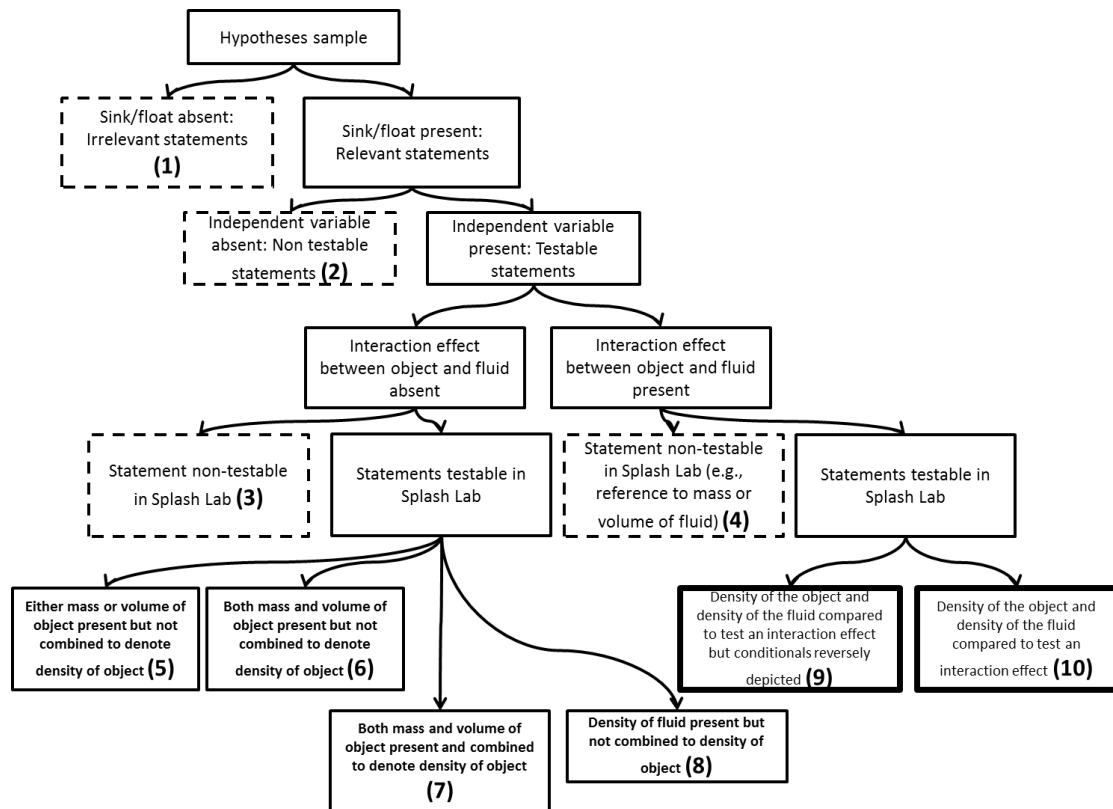 Hypotheses sample
Sink/float absent:
Irrelevant statements
(1)
Sink/float present:
Relevant statements
Independent variable
absent: Non testable
statements (2)
Independent variable
present: Testable
statements
Interaction effect
between object and fluid
absent
Interaction effect
between object and fluid
present
Statement non-testable
in Splash Lab (3)
Statements testable in
Splash Lab
Statement non-testable
in Splash Lab (e.g.,
reference to mass or
volume of fluid) (4)
Statements testable in
Splash Lab
Either mass or volume of
object present but not
combined to denote
density of object (5)
Both mass and volume of
object present but not
combined to denote
density of object (6)
Density of the object and
density of the fluid compared
to test an interaction effect
but conditionals reversely
depicted (9)
Density of the object and
density of the fluid
compared to test an
interaction effect (10)
Both mass and volume of
object present and combined
to denote density of object
(7)
Density of fluid present but
not combined to density of
object (8)